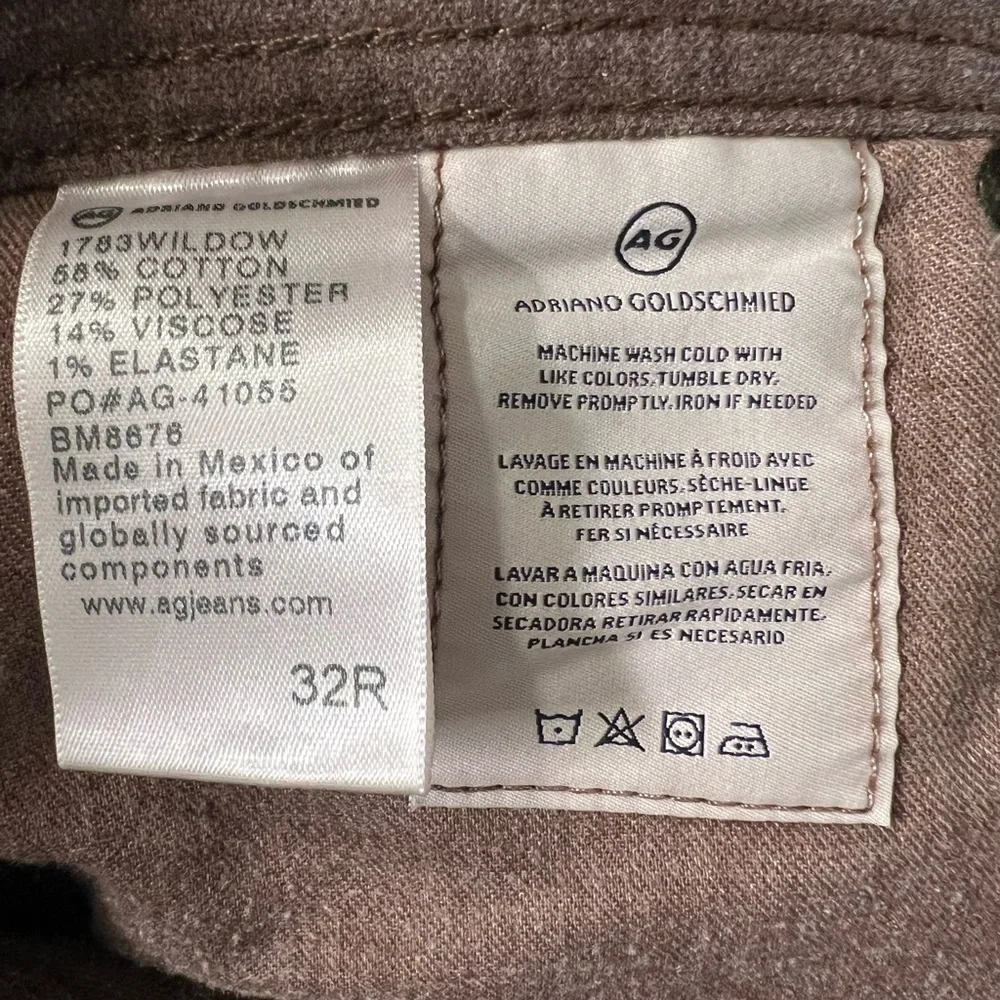 AG ADRIANO GOLDSCHMIED
1783WILDOW
58% COTTON
27% POLYESTER
14% VISCOSE
1% ELASTANE
PO#AG-41055
BM8676
Made in Mexico of
imported fabric and
globally sourced
components
www.agjeans.com
32R
AG
ADRIANO GOLDSCHMIED
MACHINE WASH COLD WITH
LIKE COLORS.TUMBLE DRY.
REMOVE PROMPTLY.IRON IF NEEDED
LAVAGE EN MACHINE À FROID AVEC
COMME COULEURS.SÈCHE-LINGE
À RETIRER PROMPTEMENT.
FER SI NÉCESSAIRE
LAVAR A MAQUINA CON AGUA FRIA.
CON COLORES SIMILARES.SECAR EN
SECADORA RETIRAR RAPIDAMENTE.
PLANCHA SI ES NECESARIO